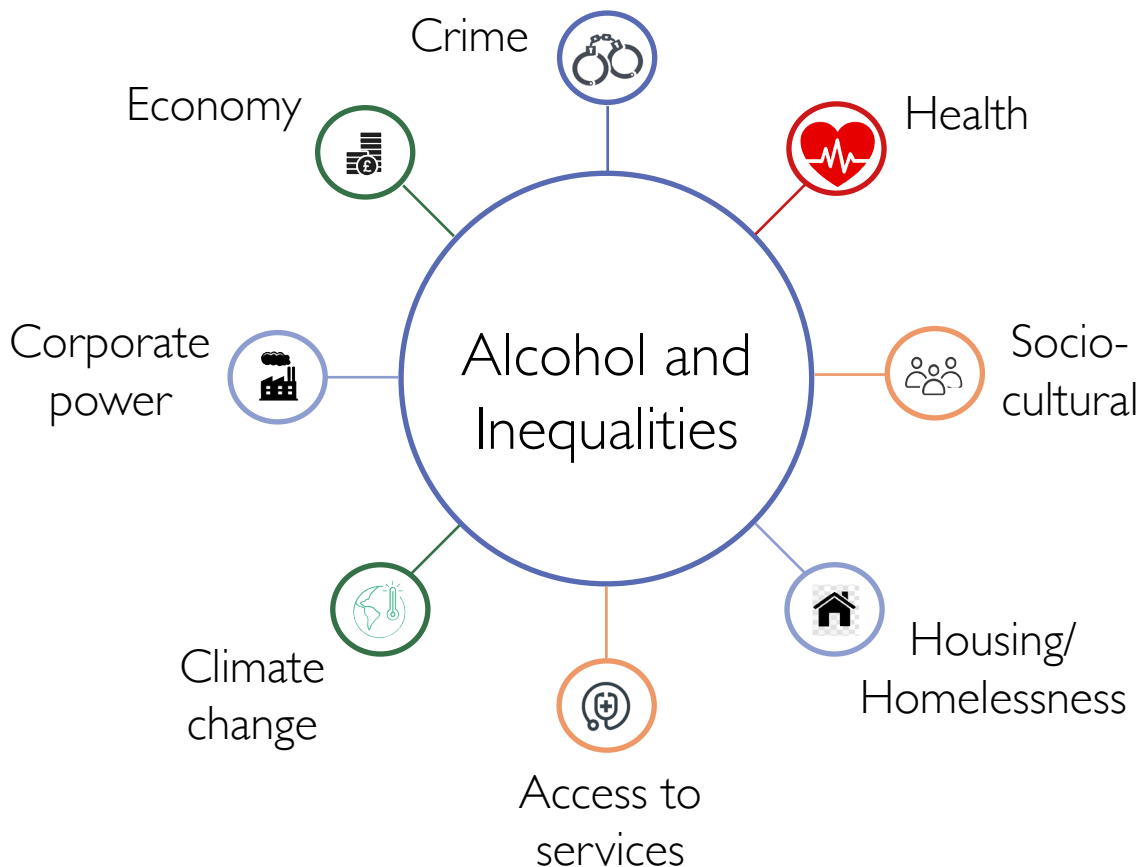 Crime
Economy
Health
Corporate
power
Alcohol and
Inequalities
Socio-
cultural
Climate
change
Housing/
Homelessness
Access to
services
£